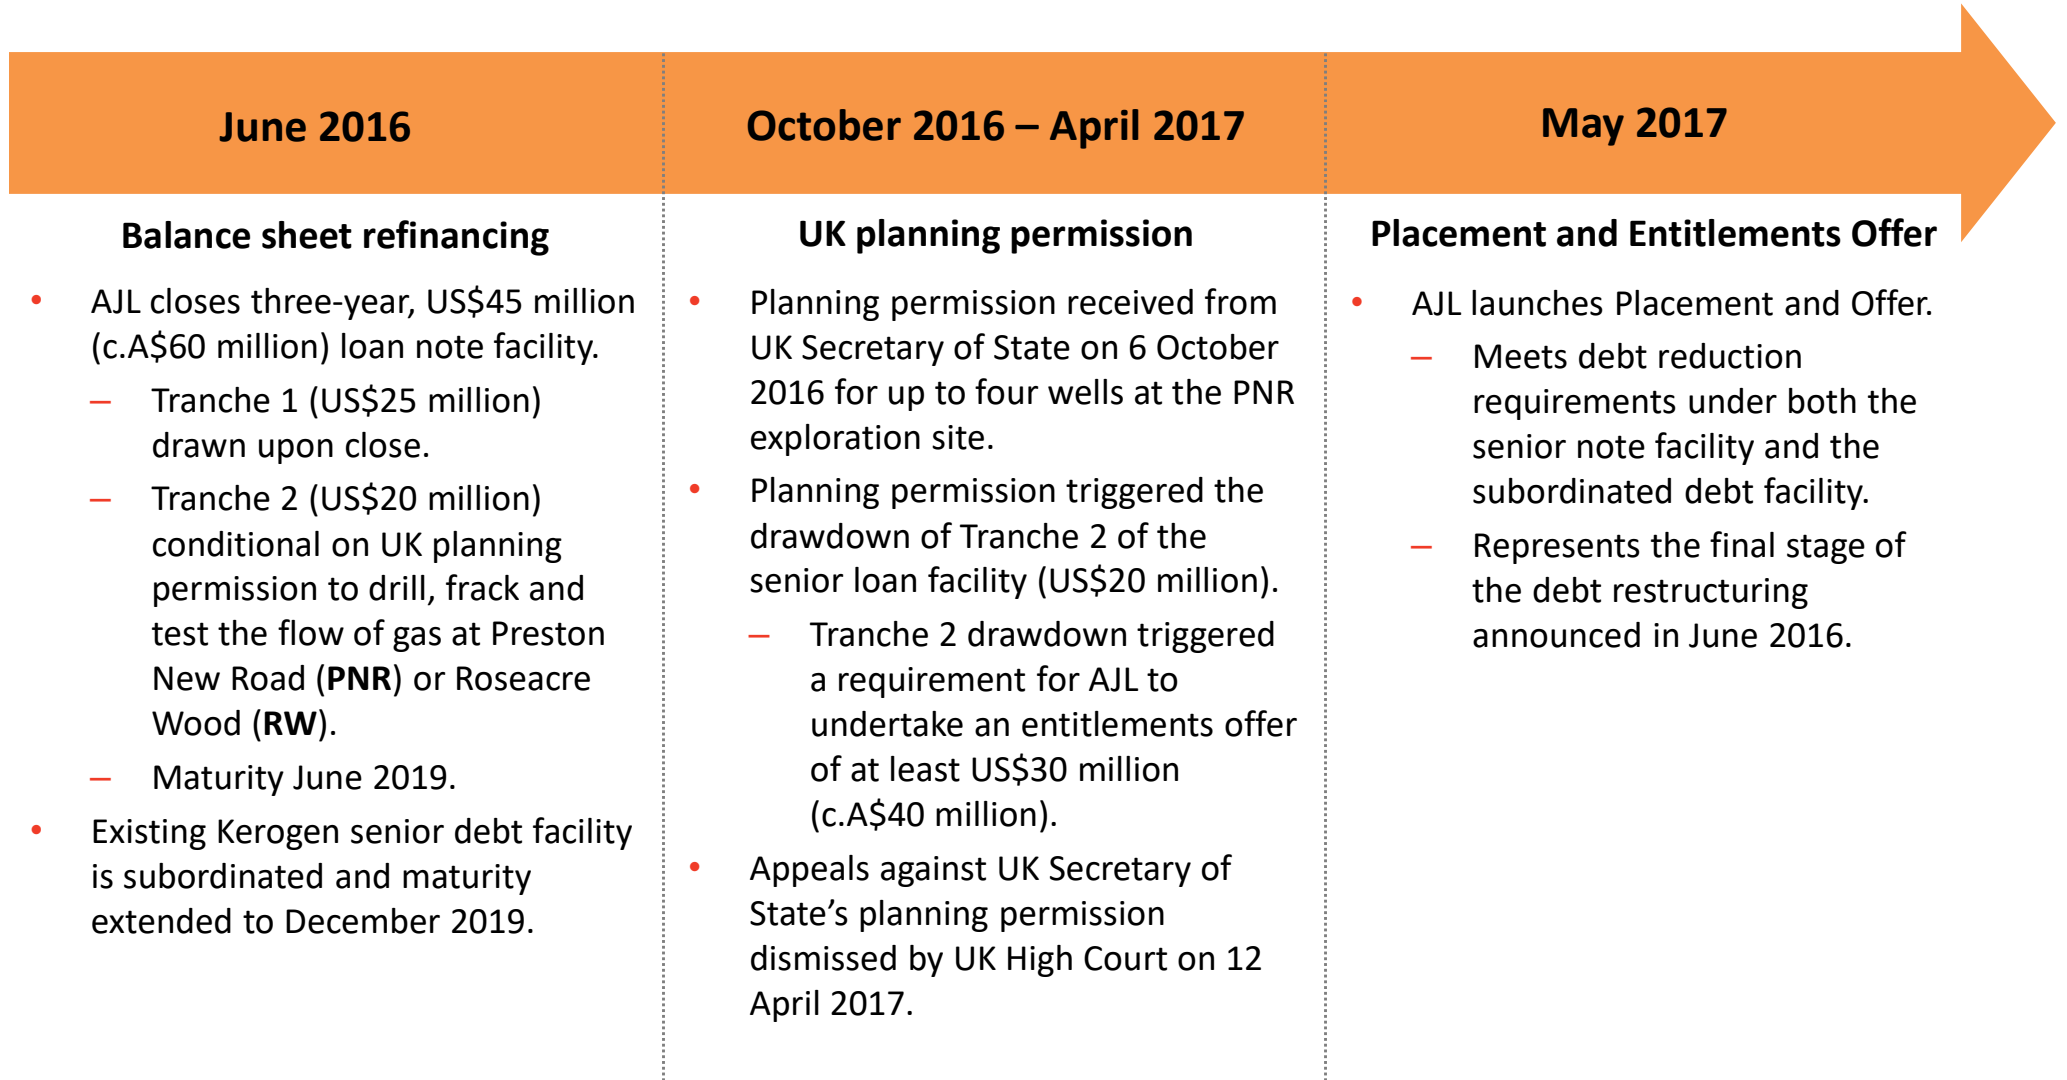 June 2016
Balance sheet refinancing
• AJL closes three-year, US$45 million
(c.A$60 million) loan note facility.
– Tranche 1 (US$25 million)
drawn upon close.
– Tranche 2 (US$20 million)
conditional on UK planning
permission to drill, frack and
test the flow of gas at Preston
New Road (PNR) or Roseacre
Wood (RW).
– Maturity June 2019.
• Existing Kerogen senior debt facility
is subordinated and maturity
extended to December 2019.
October 2016 – April 2017
UK planning permission
• Planning permission received from
UK Secretary of State on 6 October
2016 for up to four wells at the PNR
exploration site.
• Planning permission triggered the
drawdown of Tranche 2 of the
senior loan facility (US$20 million).
– Tranche 2 drawdown triggered
a requirement for AJL to
undertake an entitlements offer
of at least US$30 million
(c.A$40 million).
• Appeals against UK Secretary of
State’s planning permission
dismissed by UK High Court on 12
April 2017.
May 2017
Placement and Entitlements Offer
• AJL launches Placement and Offer.
– Meets debt reduction
requirements under both the
senior note facility and the
subordinated debt facility.
– Represents the final stage of
the debt restructuring
announced in June 2016.